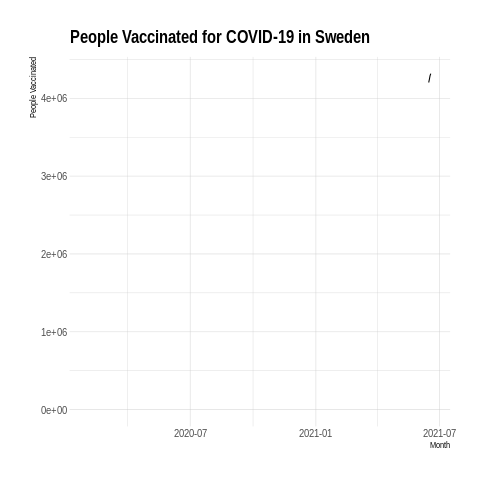 People Vaccinated for COVID-19 in Sweden
People Vaccinated
4e+06
3e+06
2e+06
1e+06
0e+00
2020-07
2021-01
2021-07
Month